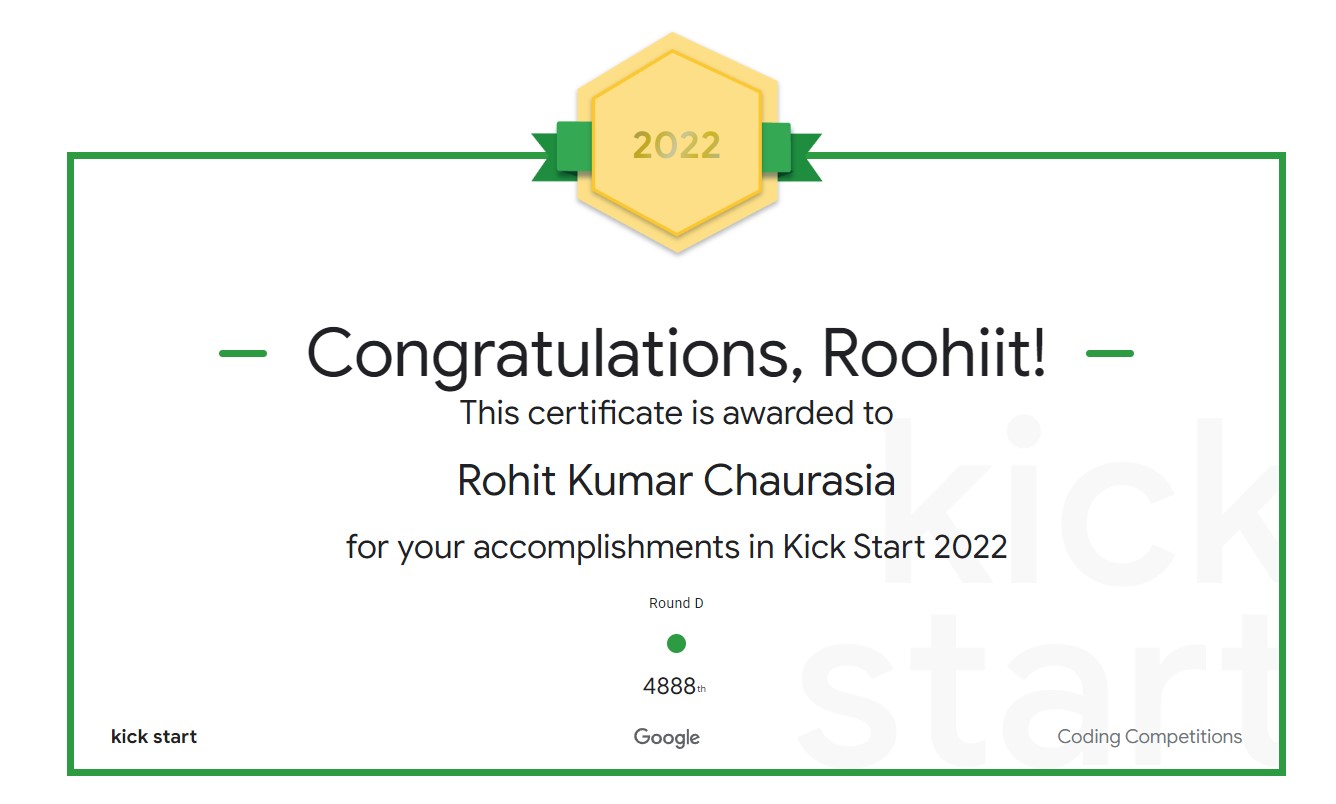 2022
Congratulations, Roohiit!
This certificate is awarded to
Rohit Kumar Chaurasia
for your accomplishments in Kick Start 2022
Round D
4888th
kick start
Google
Coding Competitions
kick
start